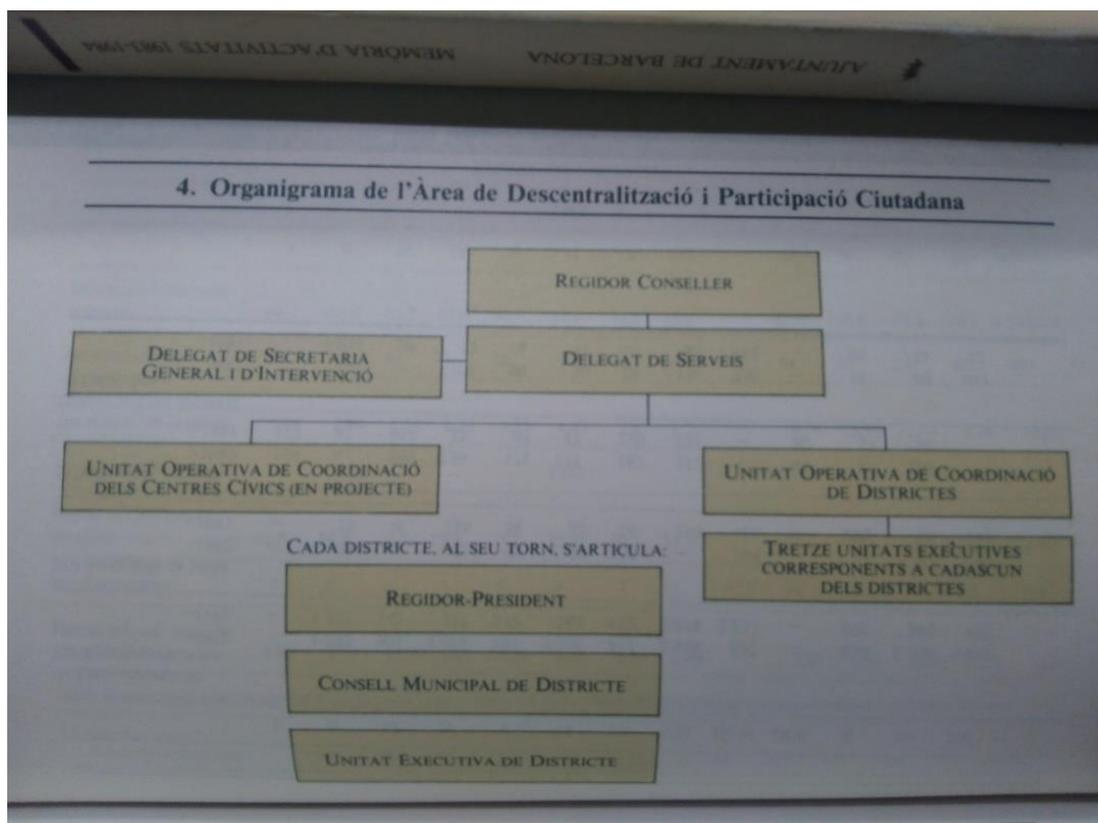 AJUNTAMENT DE BARCELONA
MEMÒRIA D'ACTIVITATS 1983-1984
4. Organigrama de l'Àrea de Descentralització i Participació Ciutadana
REGIDOR CONSELLER
DELEGAT DE SECRETARIA
GENERAL I D'INTERVENCIÓ
DELEGAT DE SERVEIS
UNITAT OPERATIVA DE COORDINACIÓ
DELS CENTRES CÍVICS (EN PROJECTE)
UNITAT OPERATIVA DE COORDINACIÓ
DE DISTRICTES
TRETZE UNITATS EXECUTIVES
CORRESPONENTS A CADASCUN
DELS DISTRICTES
CADA DISTRICTE, AL SEU TORN, S'ARTICULA:
REGIDOR-PRESIDENT
CONSELL MUNICIPAL DE DISTRICTE
UNITAT EXECUTIVA DE DISTRICTE